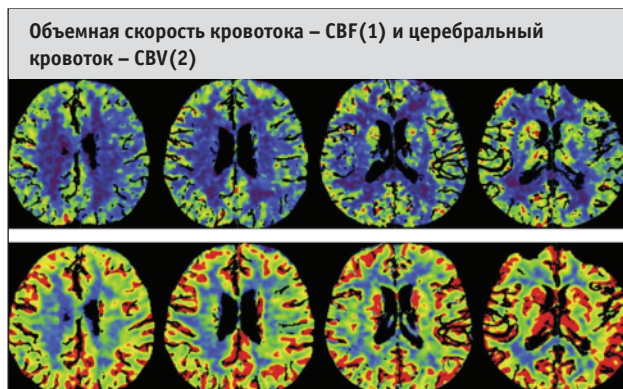 Объемная скорость кровотока – CBF(1) и церебральный
кровоток – CBV(2)